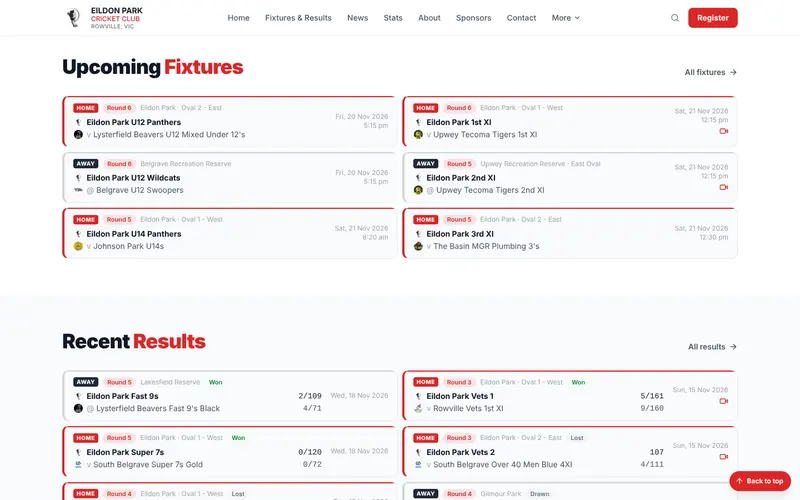 EILDON PARK
CRICKET CLUB
ROWVILLE, VIC
Home
Fixtures & Results
News
Stats
About
Sponsors
Contact
More
Register
Upcoming Fixtures
All fixtures →
HOME Round 6 Eildon Park · Oval 2 - East
Eildon Park U12 Panthers
v Lysterfield Beavers U12 Mixed Under 12's
Fri, 20 Nov 2026
5:15 pm
HOME Round 6 Eildon Park · Oval 1 - West
Eildon Park 1st XI
v Upwey Tecoma Tigers 1st XI
Sat, 21 Nov 2026
12:15 pm
AWAY Round 6 Belgrave Recreation Reserve
Eildon Park U12 Wildcats
@ Belgrave U12 Swoopers
Fri, 20 Nov 2026
5:15 pm
AWAY Round 5 Upwey Recreation Reserve · East Oval
Eildon Park 2nd XI
@ Upwey Tecoma Tigers 2nd XI
Sat, 21 Nov 2026
12:15 pm
HOME Round 5 Eildon Park · Oval 1 - West
Eildon Park U14 Panthers
v Johnson Park U14s
Sat, 21 Nov 2026
8:20 am
HOME Round 5 Eildon Park · Oval 2 - East
Eildon Park 3rd XI
v The Basin MGR Plumbing 3's
Sat, 21 Nov 2026
12:30 pm
Recent Results
All results →
AWAY Round 5 Lakesfield Reserve Won
Eildon Park Fast 9s 2/109
@ Lysterfield Beavers Fast 9's Black 4/71
Wed, 18 Nov 2026
HOME Round 3 Eildon Park · Oval 1 - West Won
Eildon Park Vets 1 5/161
v Rowville Vets 1st XI 9/160
Sun, 15 Nov 2026
HOME Round 5 Eildon Park · Oval 1 - West Won
Eildon Park Super 7s 0/120
v South Belgrave Super 7s Gold 0/72
Wed, 18 Nov 2026
HOME Round 3 Eildon Park · Oval 2 - East Lost
Eildon Park Vets 2 107
v South Belgrave Over 40 Men Blue 4XI 4/111
Sun, 15 Nov 2026
HOME Round 4 Eildon Park · Oval 1 - West Lost
AWAY Round 4 Gilmour Park Drawn
↑ Back to top